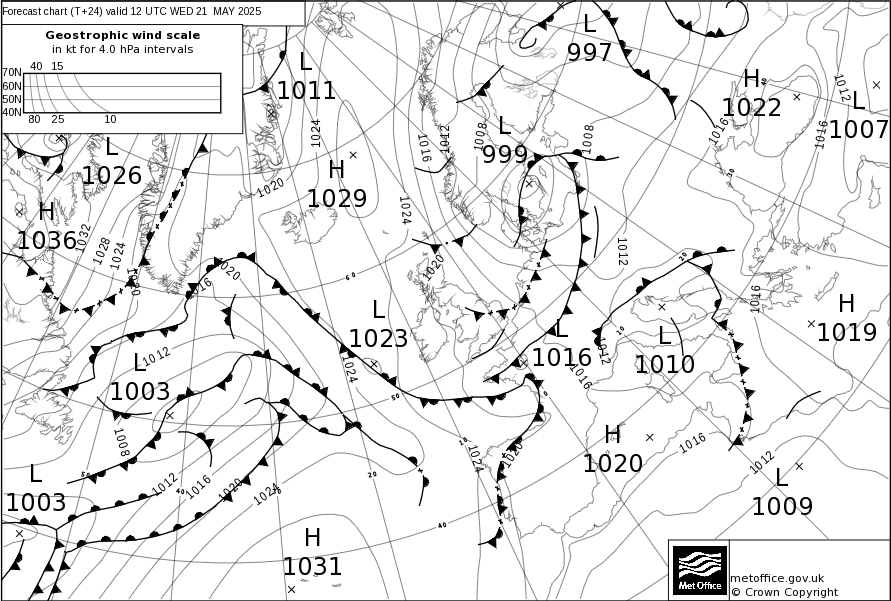 Forecast chart (T+24) valid 12 UTC WED 21 MAY 2025
Geostrophic wind scale
in kt for 4.0 hPa intervals
40 15
70N
60N
50N
40N
80 25 10
L
1011
L
997
H
1022
L
1007
L
1026
L
999
H
1029
H
1036
L
1023
L
1016
L
1010
H
1019
L
1003
H
1020
L
1003
L
1009
H
1031
1024
1016
1012
1008
1008
1016
1012
1016
1020
1024
1032
1028
1024
1020
1016
1020
1012
1016
1012
1024
1012
1016
1008
1012
1016
1020
1024
1024
1020
1016
1012
60
50
50
40
40
30
20
20
10
10
metoffice.gov.uk
© Crown Copyright
Met Office